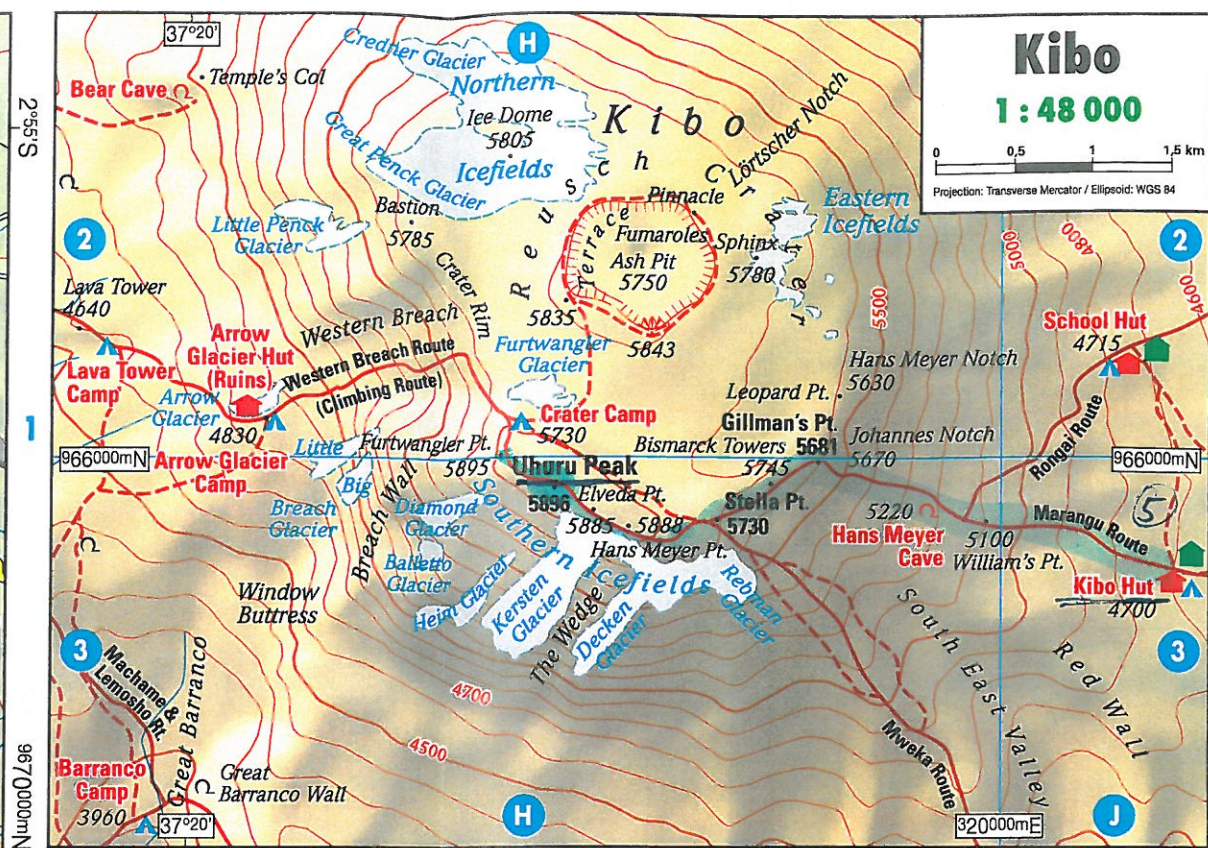 37°20'
H
Credner Glacier
Northern
Kibo
1 : 48 000
0 0,5 1 1,5 km
Projection: Transverse Mercator / Ellipsoid: WGS 84
Temple's Col
Bear Cave
2°55'S
Iee Dome
5805
Icefields
Kibo
Great Penck Glacier
Lörtscher Notch
Reusch Crater
Pinnacle
Terrace
Fumaroles
Ash Pit
5750
Sphinx
5780
Eastern
Icefields
Bastion
5785
Little Penck
Glacier
2
2
5000
4800
4600
5500
Lava Tower
4640
Lava Tower
Camp
Arrow
Glacier Hut
(Ruins)
Western Breach
Crater Rim
5835
5843
Furtwangler
Glacier
School Hut
4715
Hans Meyer Notch
5630
Leopard Pt.
Western Breach Route
(Climbing Route)
Arrow
Glacier
4830
1
Crater Camp
5730
Gillman's Pt.
5681
Bismarck Towers
5745
Johannes Notch
5670
Rongai Route
966000mN
966000mN
Arrow Glacier
Camp
Little
Big
Breach
Glacier
Furtwangler Pt.
5895
Uhuru Peak
5896
Elveda Pt.
5885
5888
Hans Meyer Pt.
Stella Pt.
5730
5220
Hans Meyer
Cave
5100
William's Pt.
Marangu Route
5
Kibo Hut
4700
Breach Wall
Diamond
Glacier
Balletto
Glacier
Southern Icefields
Heim Glacier
Kersten
Glacier
The Wedge
Decken
Glacier
Rebman
Glacier
Window
Buttress
3
3
Machame &
Lemosho Rt.
Great Barranco
4700
4500
South East Valley
Red Wall
Mweka Route
Barranco
Camp
3960
Great
Barranco Wall
9670000mN
37°20'
H
320000mE
J